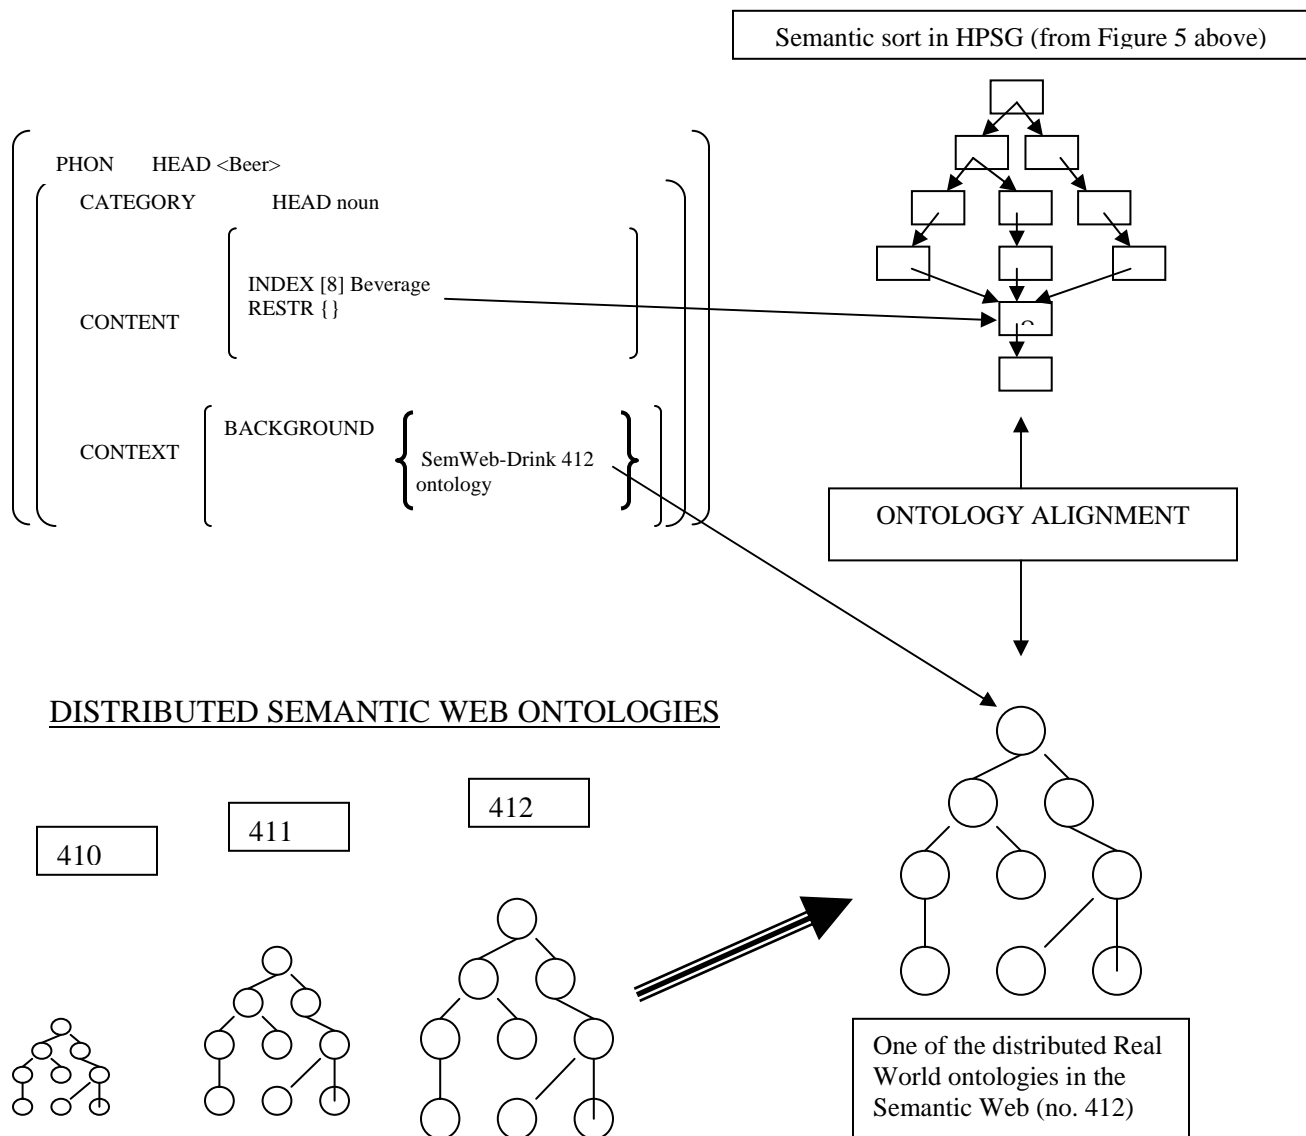 Semantic sort in HPSG (from Figure 5 above)
PHON HEAD <Beer>
CATEGORY HEAD noun
CONTENT
INDEX [8] Beverage
RESTR {}
CONTEXT
BACKGROUND
SemWeb-Drink 412
ontology
ONTOLOGY ALIGNMENT
DISTRIBUTED SEMANTIC WEB ONTOLOGIES
410
411
412
One of the distributed Real
World ontologies in the
Semantic Web (no. 412)